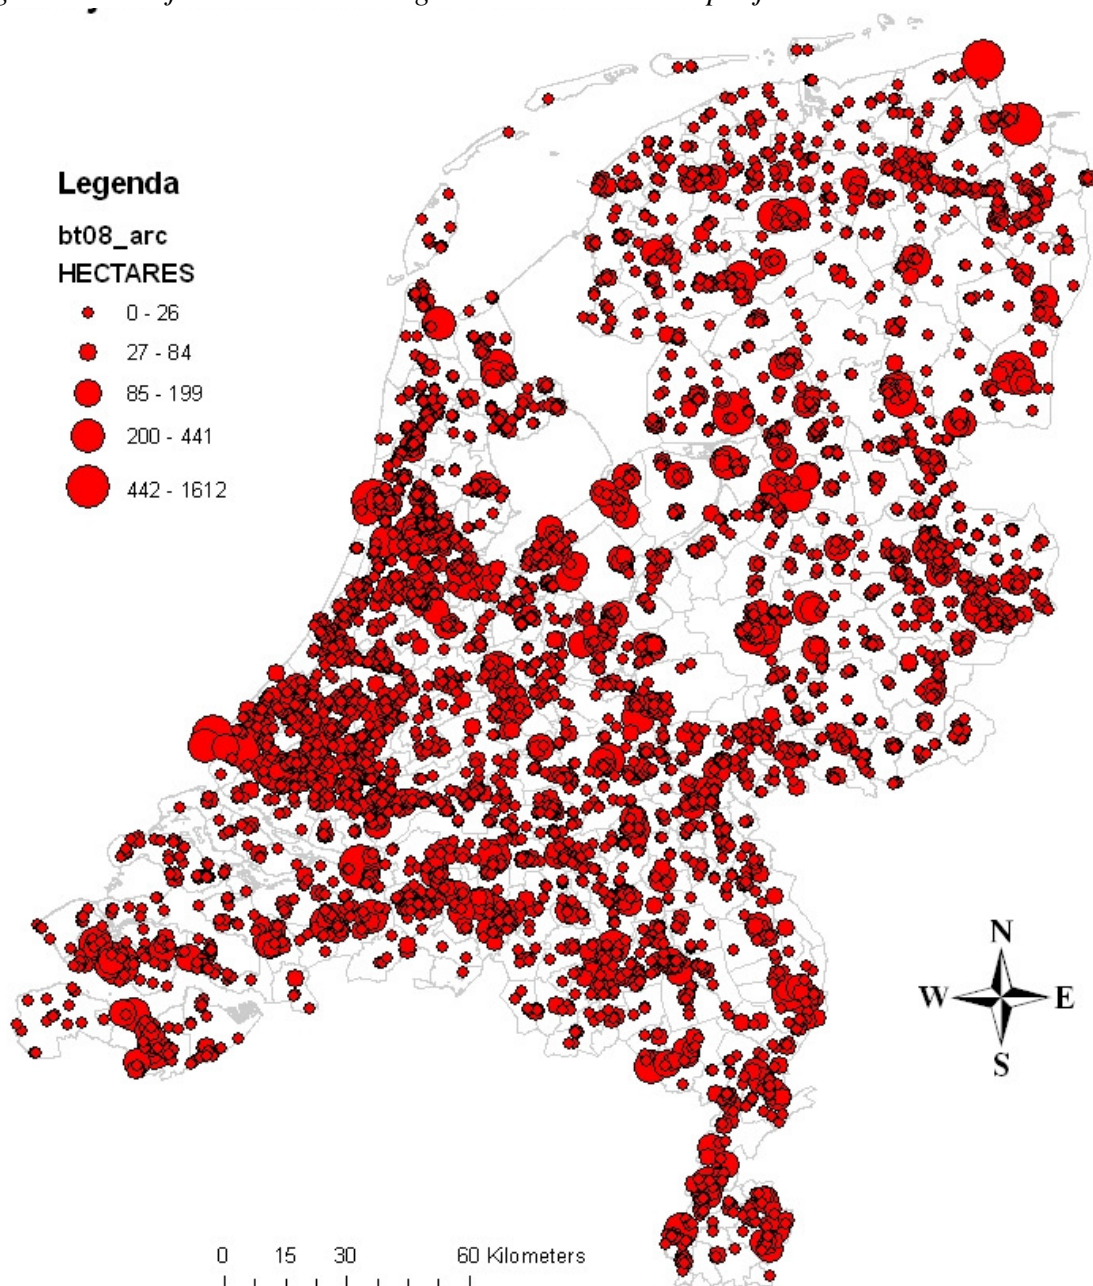 Legenda
bt08_arc
HECTARES
0 - 26
27 - 84
85 - 199
200 - 441
442 - 1612
N
W E
S
0 15 30 60 Kilometers